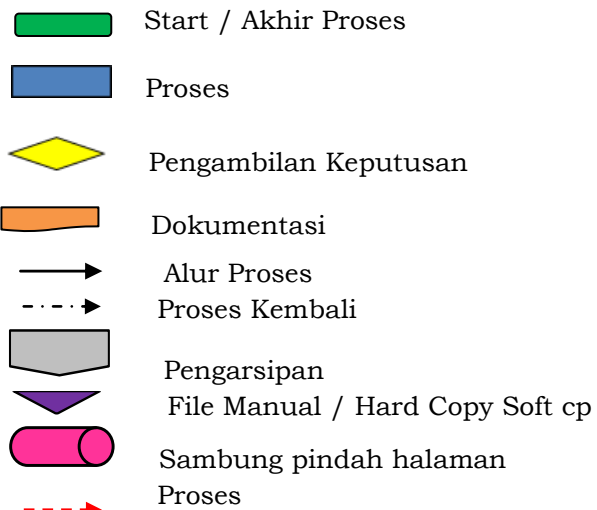 Start / Akhir Proses
Proses
Pengambilan Keputusan
Dokumentasi
Alur Proses
Proses Kembali
Pengarsipan
File Manual / Hard Copy Soft cp
Sambung pindah halaman
Proses